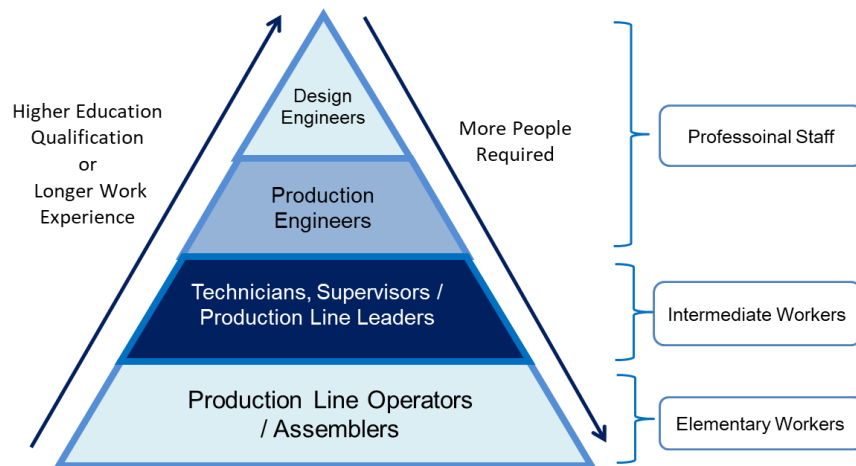 Higher Education
Qualification
or
Longer Work
Experience
Design
Engineers
Production
Engineers
Technicians, Supervisors /
Production Line Leaders
Production Line Operators
/ Assemblers
More People
Required
Professoinal Staff
Intermediate Workers
Elementary Workers